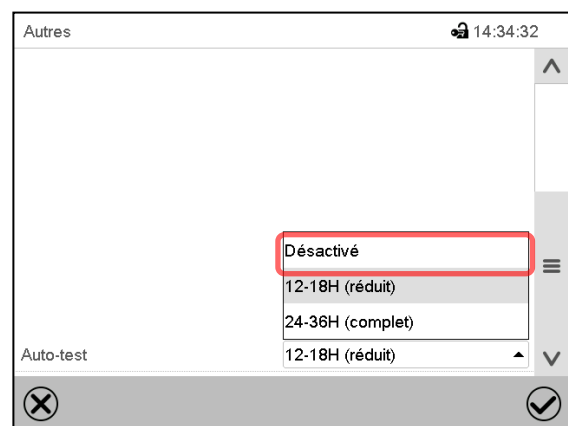 Autres 14:34:32
Désactivé
12-18H (réduit)
24-36H (complet)
Auto-test 12-18H (réduit)